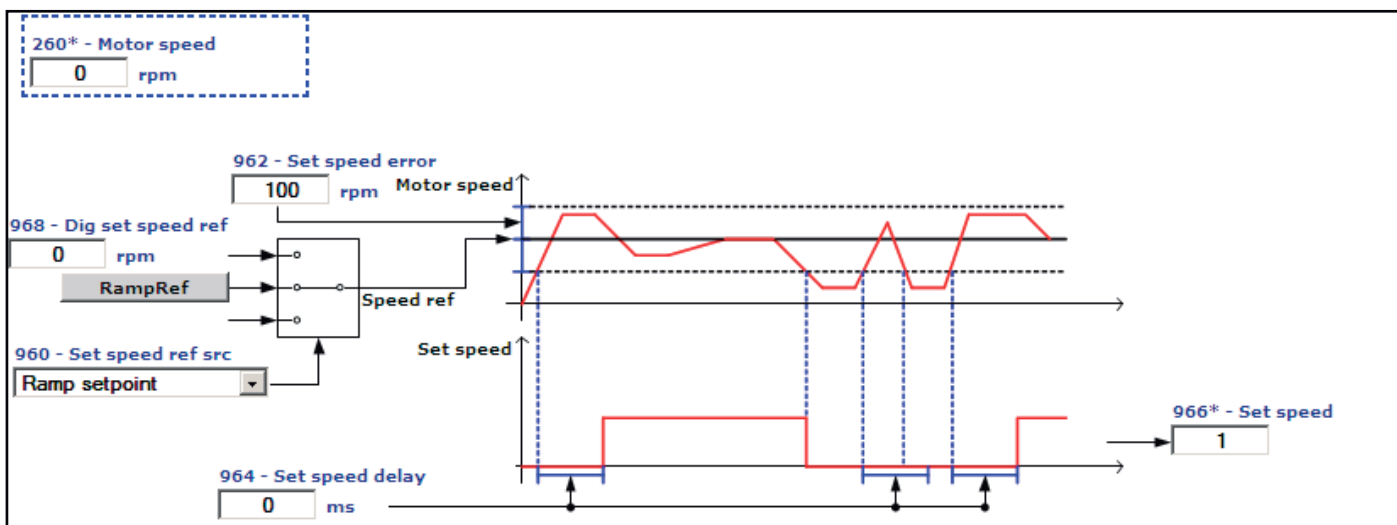 260* - Motor speed
0 rpm
962 - Set speed error
100 rpm
Motor speed
968 - Dig set speed ref
0 rpm
RampRef
Speed ref
960 - Set speed ref src
Ramp setpoint
Set speed
966* - Set speed
1
964 - Set speed delay
0 ms